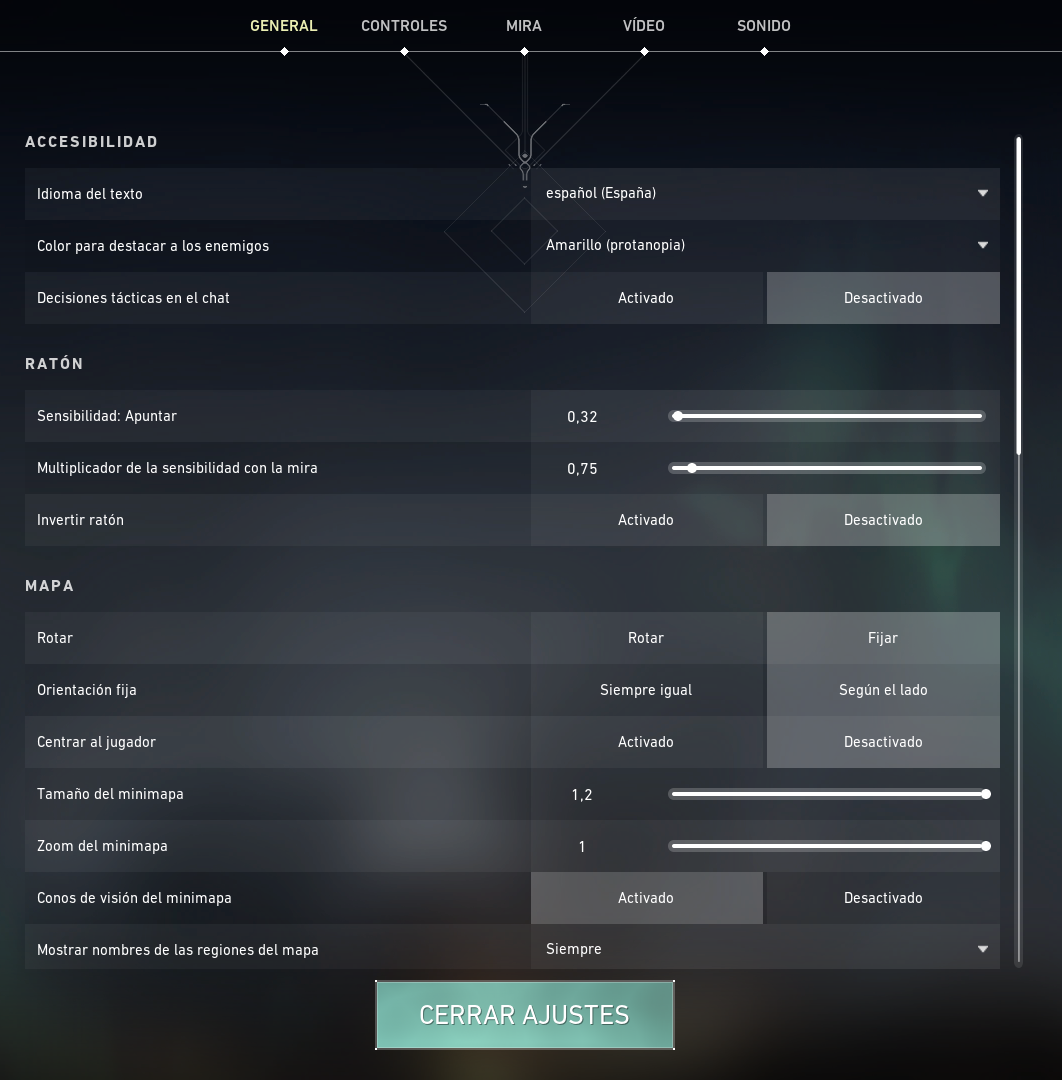 GENERAL CONTROLES MIRA VÍDEO SONIDO
ACCESIBILIDAD
Idioma del texto español (España)
Color para destacar a los enemigos Amarillo (protanopia)
Decisiones tácticas en el chat Activado Desactivado
RATÓN
Sensibilidad: Apuntar 0,32
Multiplicador de la sensibilidad con la mira 0,75
Invertir ratón Activado Desactivado
MAPA
Rotar Rotar Fijar
Orientación fija Siempre igual Según el lado
Centrar al jugador Activado Desactivado
Tamaño del minimapa 1,2
Zoom del minimapa 1
Conos de visión del minimapa Activado Desactivado
Mostrar nombres de las regiones del mapa Siempre
CERRAR AJUSTES